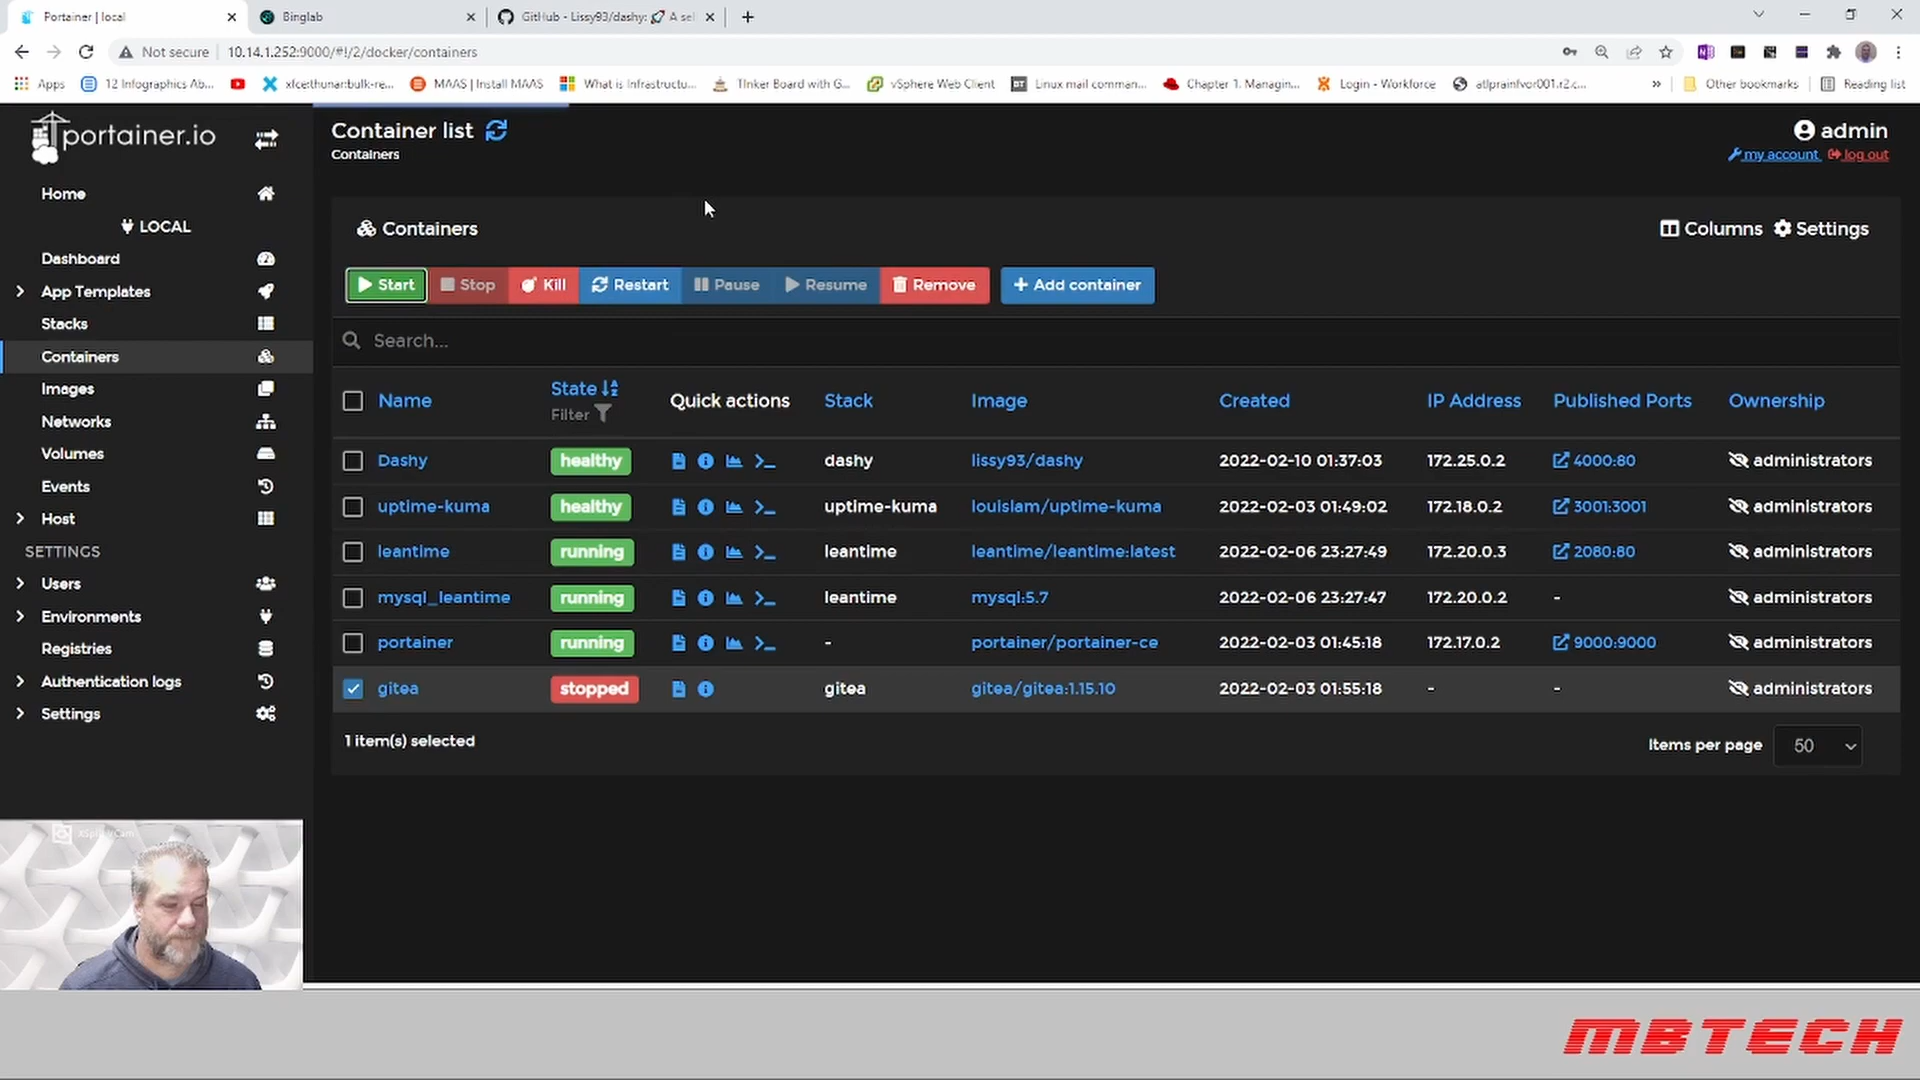 Portainer | local
Binglab
GitHub - Lissy93/dashy: 🚀 A sel
Not secure
10.14.1.252:9000/#!/2/docker/containers
Apps
12 Infographics Ab...
xfcethunar:bulk-re...
MAAS | Install MAAS
What is Infrastructu...
TInker Board with G...
vSphere Web Client
Linux mail comman...
Chapter 1. Managin...
Login - Workforce
atlprainfvor001.r2.c...
»
Other bookmarks
Reading list
portainer.io
Home
LOCAL
Dashboard
App Templates
Stacks
Containers
Images
Networks
Volumes
Events
Host
SETTINGS
Users
Environments
Registries
Authentication logs
Settings
Container list
Containers
admin
my account log out
Containers
Columns Settings
Start Stop Kill Restart Pause Resume Remove + Add container
Search...
Name State Filter Quick actions Stack Image Created IP Address Published Ports Ownership
Dashy healthy dashy lissy93/dashy 2022-02-10 01:37:03 172.25.0.2 4000:80 administrators
uptime-kuma healthy uptime-kuma louislam/uptime-kuma 2022-02-03 01:49:02 172.18.0.2 3001:3001 administrators
leantime running leantime leantime/leantime:latest 2022-02-06 23:27:49 172.20.0.3 2080:80 administrators
mysql_leantime running leantime mysql:5.7 2022-02-06 23:27:47 172.20.0.2 - administrators
portainer running - portainer/portainer-ce 2022-02-03 01:45:18 172.17.0.2 9000:9000 administrators
gitea stopped gitea gitea/gitea:1.15.10 2022-02-03 01:55:18 - - administrators
1 item(s) selected
Items per page 50
XSplit VCam
MBTECH